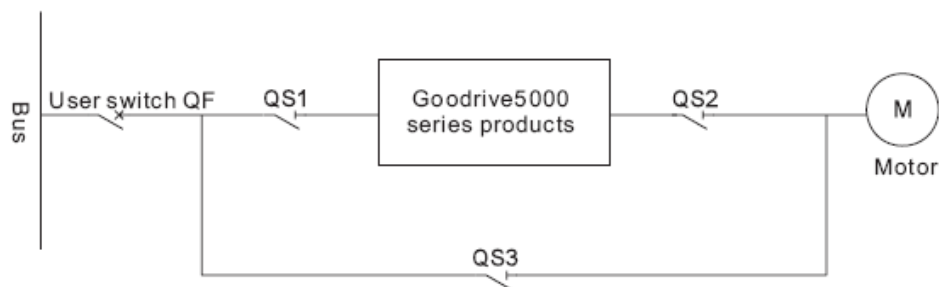 Bus
User switch QF
QS1
Goodrive5000
series products
QS2
M
Motor
QS3